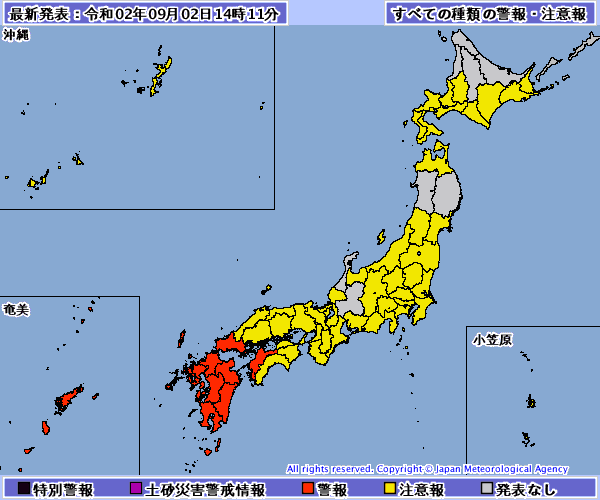 最新発表：令和02年09月02日14時11分
すべての種類の警報・注意報
沖縄
奄美
小笠原
All rights reserved. Copyright © Japan Meteorological Agency
特別警報
土砂災害警戒情報
警報
注意報
発表なし